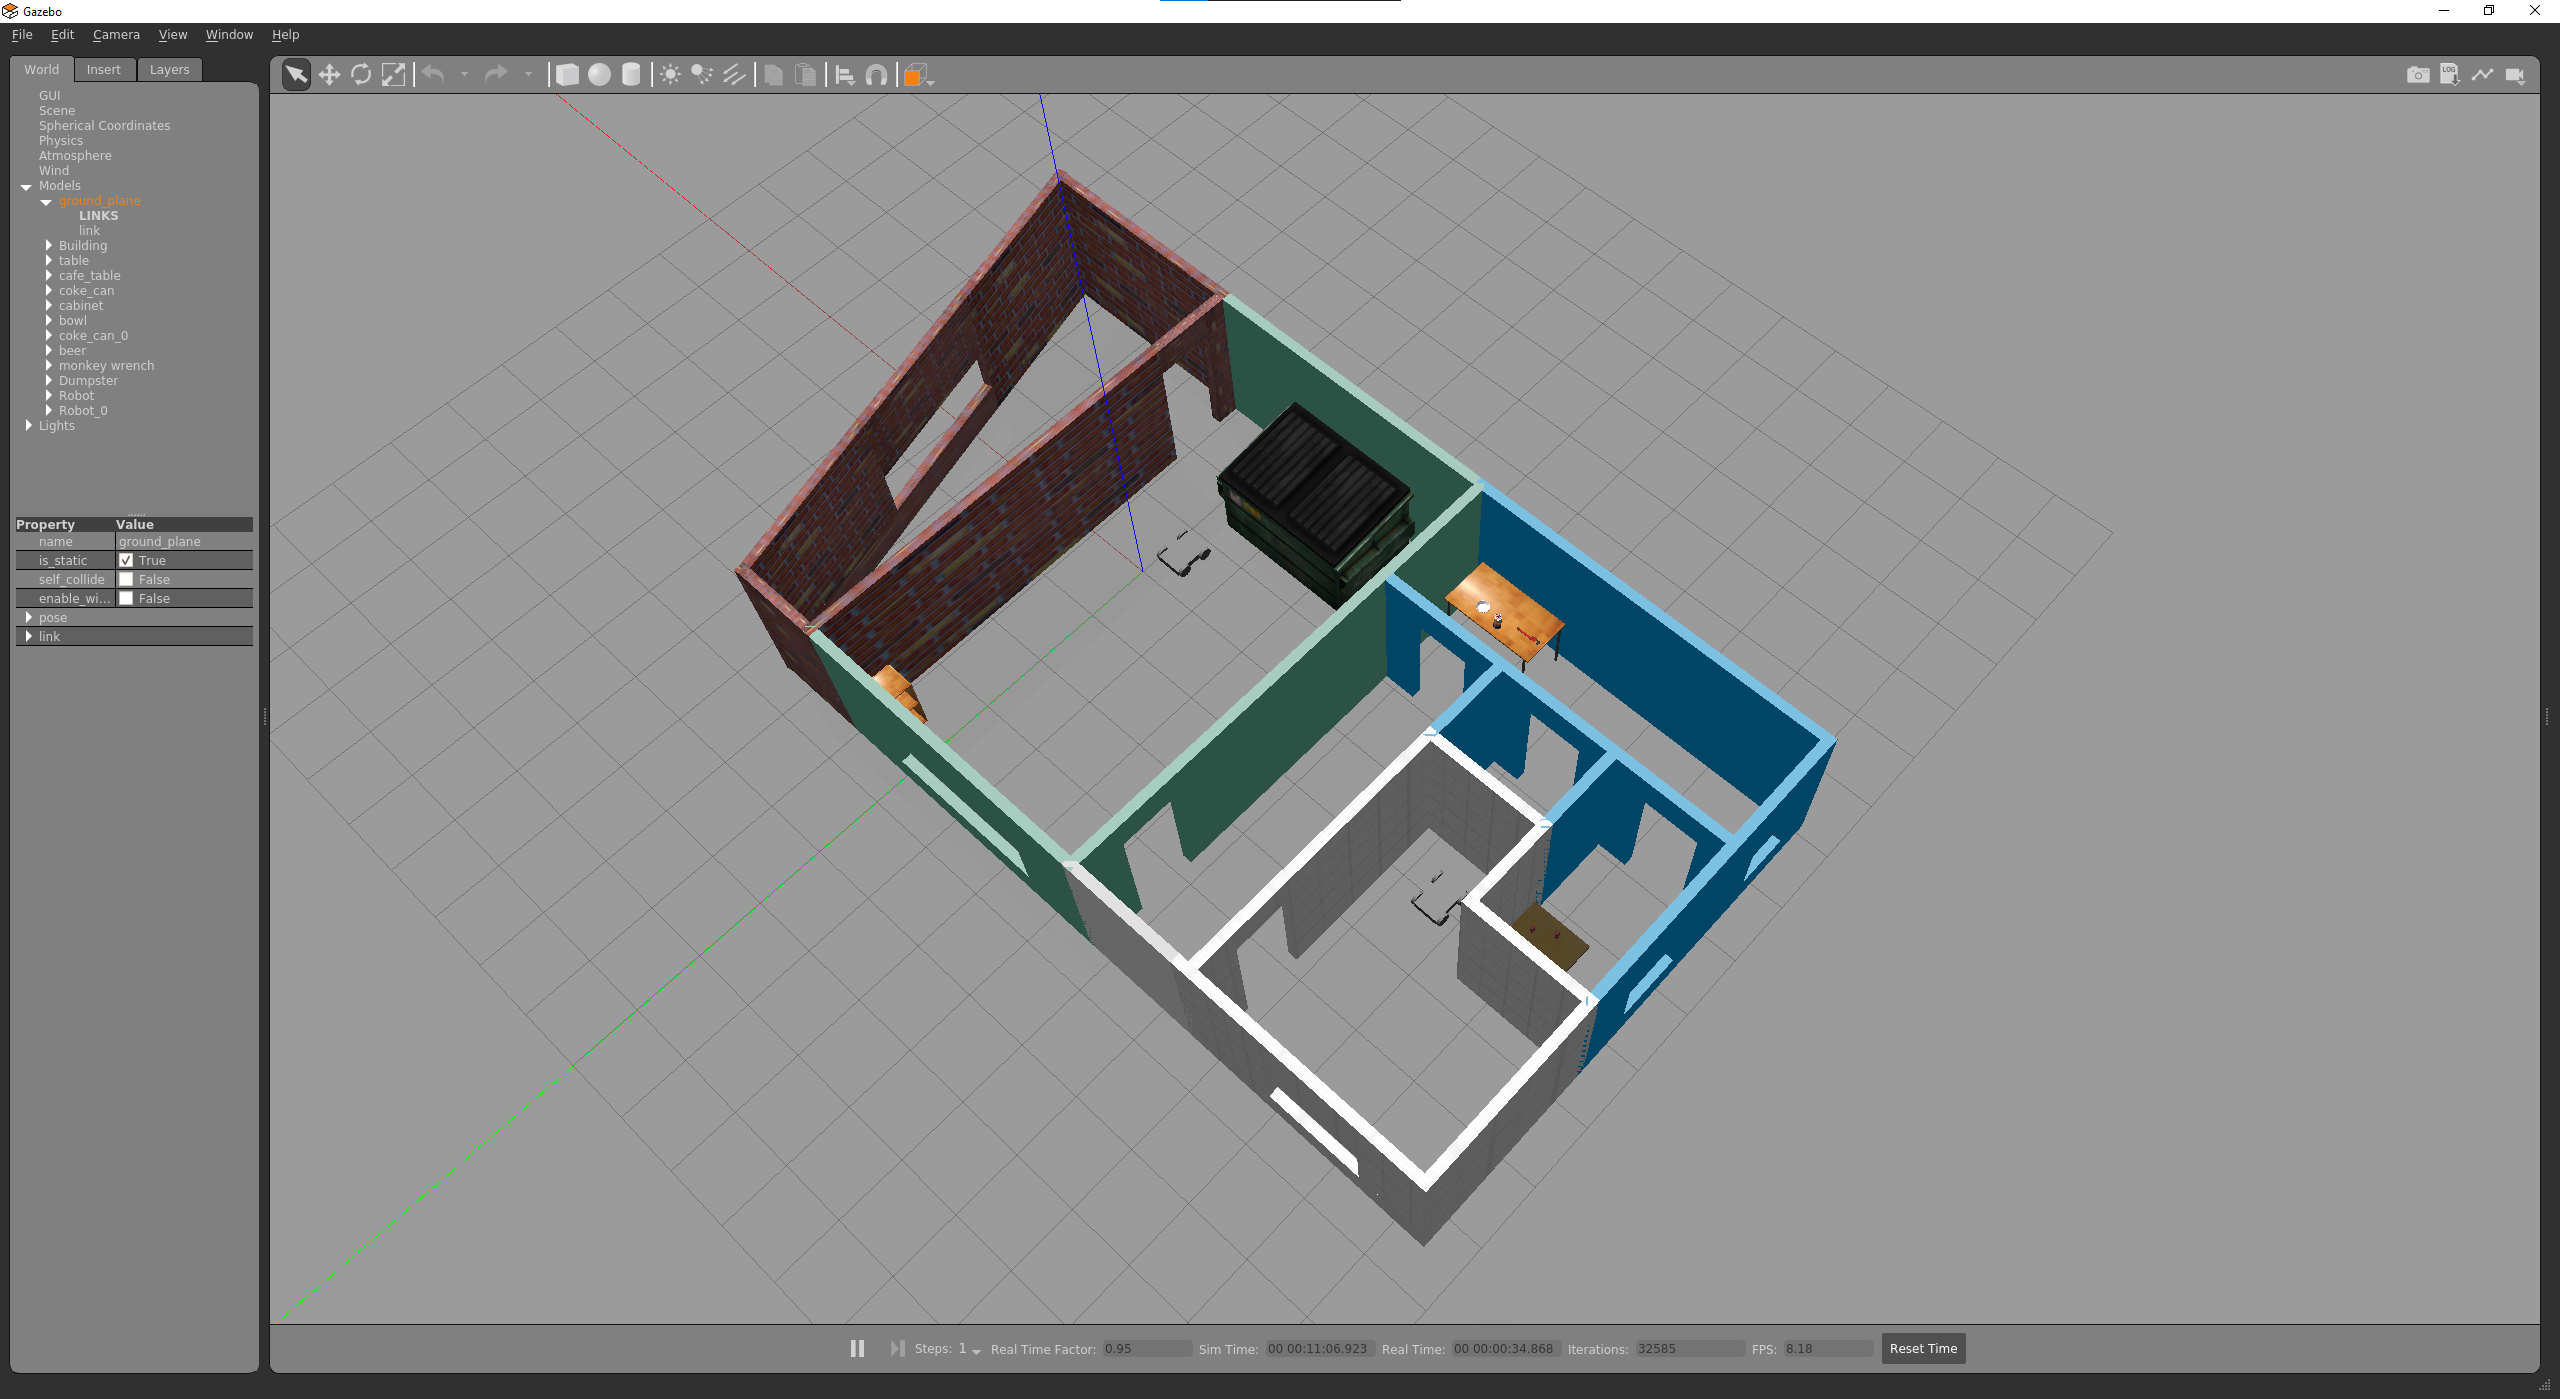 Gazebo
File Edit Camera View Window Help
World Insert Layers
LOG
GUI
Scene
Spherical Coordinates
Physics
Atmosphere
Wind
Models
ground_plane
LINKS
link
Building
table
cafe_table
coke_can
cabinet
bowl
coke_can_0
beer
monkey wrench
Dumpster
Robot
Robot_0
Lights
Property Value
name ground_plane
is_static True
self_collide False
enable_wi... False
pose
link
Steps: 1 Real Time Factor: 0.95 Sim Time: 00 00:11:06.923 Real Time: 00 00:00:34.868 Iterations: 32585 FPS: 8.18 Reset Time